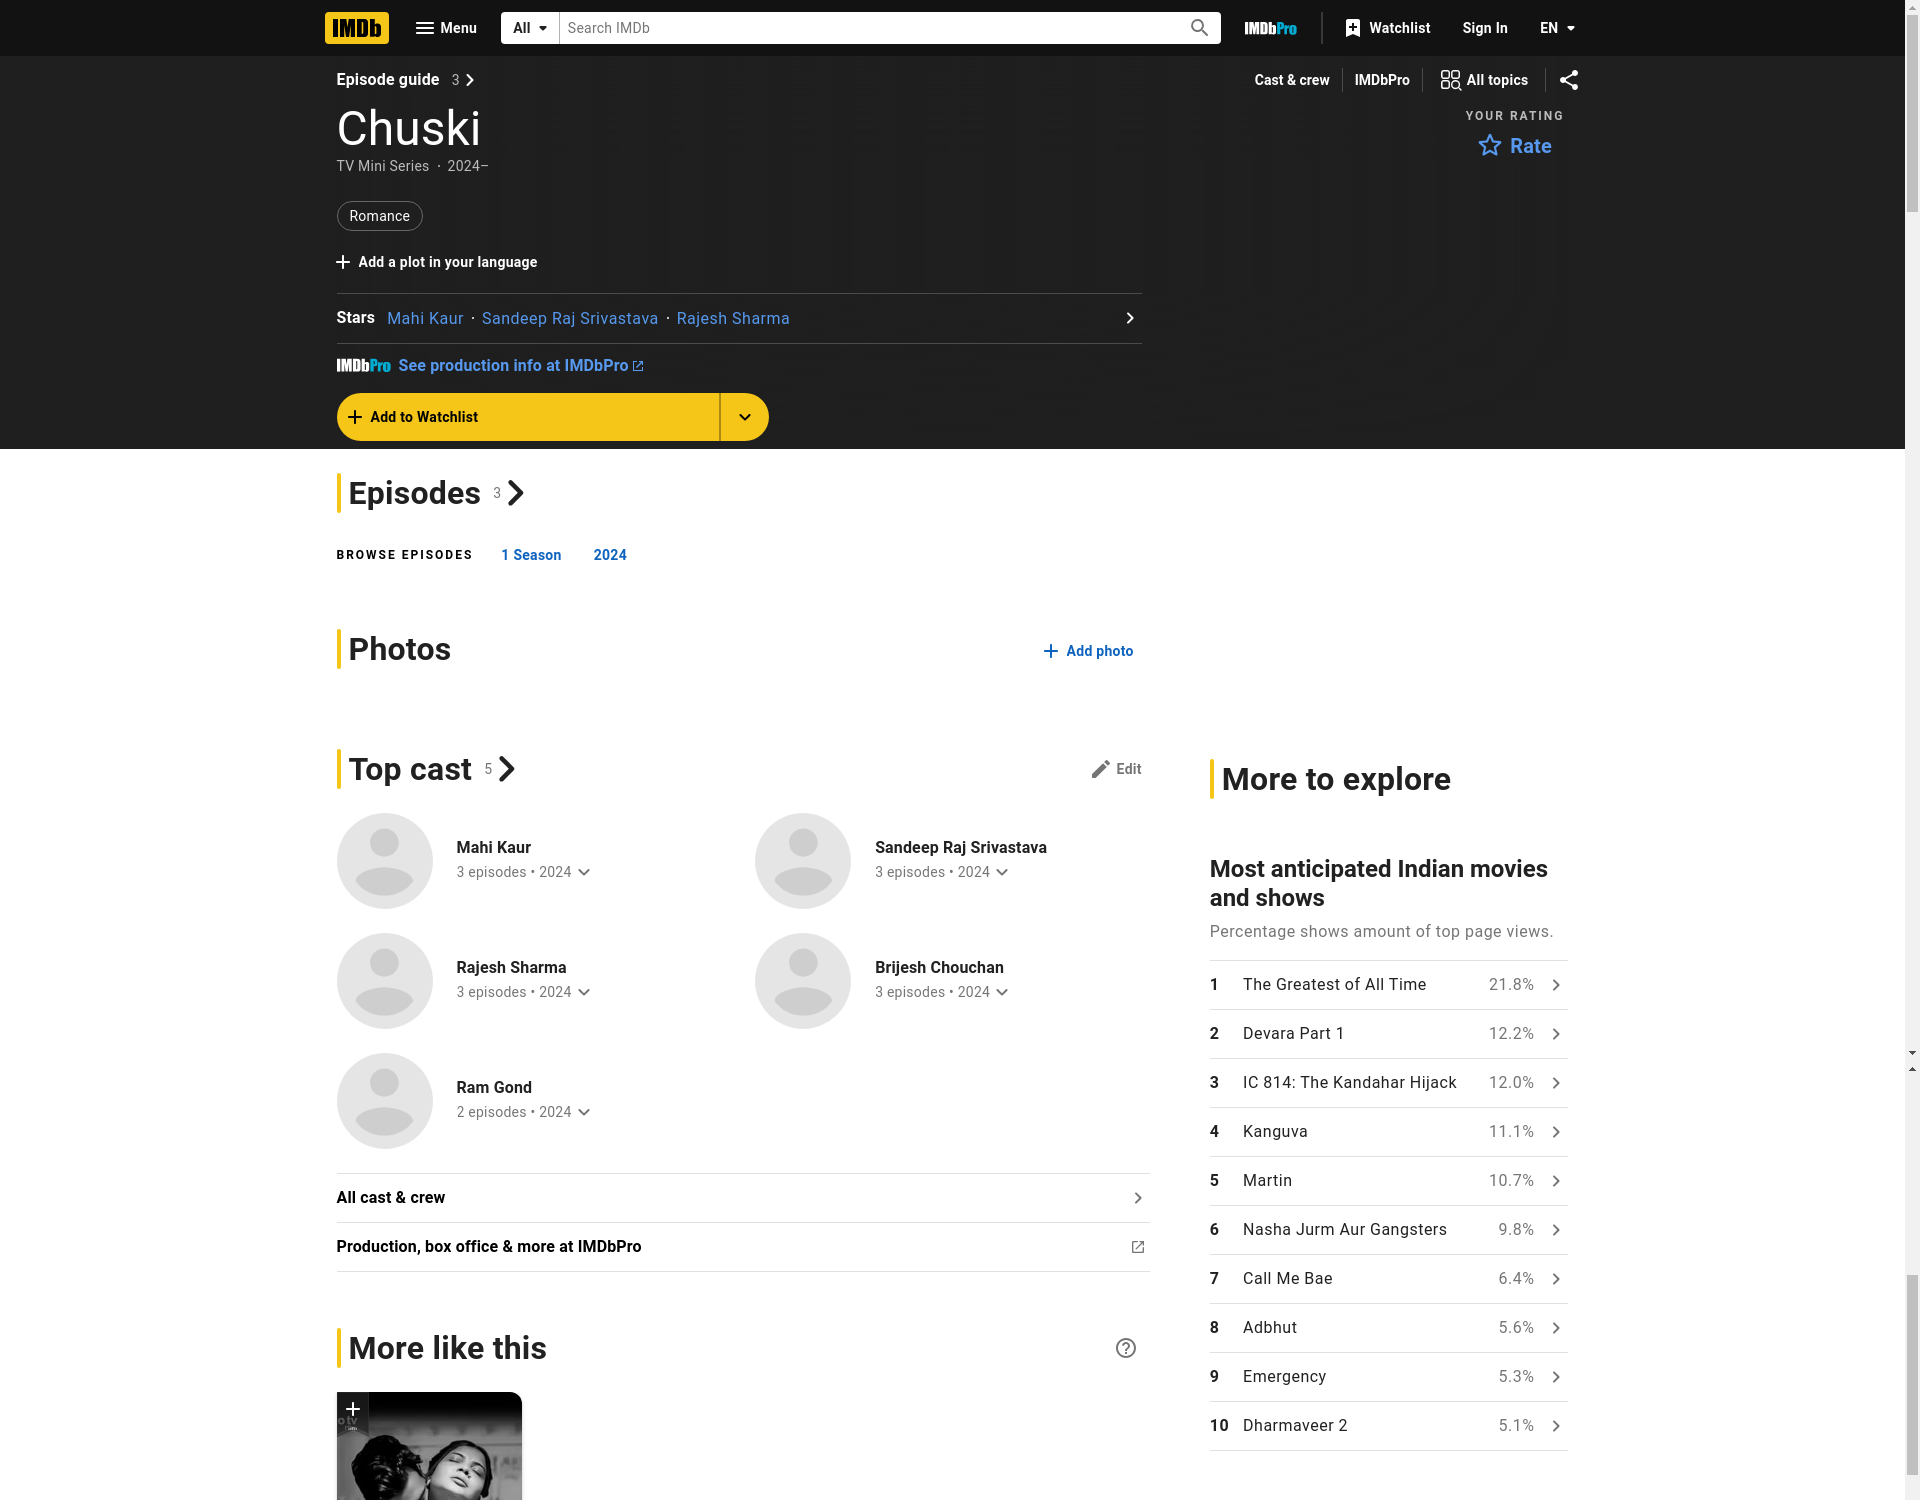 IMDb
Menu
All
Search IMDb
IMDbPro
Watchlist
Sign In
EN
Episode guide 3
Cast & crew
IMDbPro
All topics
Chuski
TV Mini Series · 2024–
YOUR RATING
Rate
Romance
Add a plot in your language
Stars Mahi Kaur · Sandeep Raj Srivastava · Rajesh Sharma
IMDbPro See production info at IMDbPro
Add to Watchlist
Episodes 3
BROWSE EPISODES 1 Season 2024
Photos
Add photo
Top cast 5
Edit
Mahi Kaur
3 episodes • 2024
Sandeep Raj Srivastava
3 episodes • 2024
Rajesh Sharma
3 episodes • 2024
Brijesh Chouchan
3 episodes • 2024
Ram Gond
2 episodes • 2024
All cast & crew
Production, box office & more at IMDbPro
More like this
More to explore
Most anticipated Indian movies
and shows
Percentage shows amount of top page views.
1 The Greatest of All Time 21.8%
2 Devara Part 1 12.2%
3 IC 814: The Kandahar Hijack 12.0%
4 Kanguva 11.1%
5 Martin 10.7%
6 Nasha Jurm Aur Gangsters 9.8%
7 Call Me Bae 6.4%
8 Adbhut 5.6%
9 Emergency 5.3%
10 Dharmaveer 2 5.1%